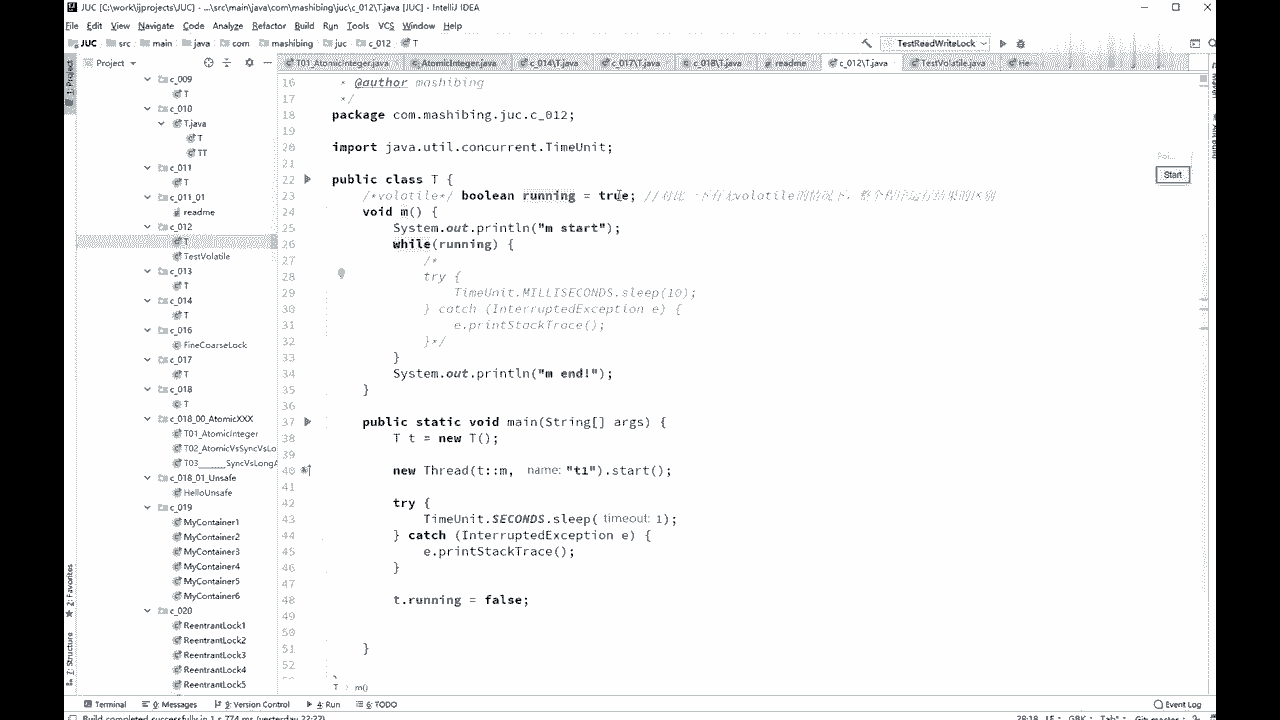 JUC [C:\work\ijprojects\JUC] - ...\src\main\java\com\mashibing\juc\c_012\T.java [JUC] - IntelliJ IDEA
File Edit View Navigate Code Analyze Refactor Build Run Tools VCS Window Help
JUC src main java com mashibing juc c_012 T
TestReadWriteLock
Project
T01_AtomicInteger.java AtomicInteger.java c_014\T.java c_017\T.java c_018\T.java readme c_012\T.java TestVolatile.java He
1: Project
c_009
T
c_010
T.java
T
TT
c_011
T
c_011_01
readme
c_012
T
TestVolatile
c_013
T
c_014
T
c_016
FineCoarseLock
c_017
T
c_018
T
c_018_00_AtomicXXX
T01_AtomicInteger
T02_AtomicVsSyncVsLo
T03______SyncVsLongA
c_018_01_Unsafe
HelloUnsafe
c_019
MyContainer1
MyContainer2
MyContainer3
MyContainer4
MyContainer5
MyContainer6
c_020
ReentrantLock1
ReentrantLock2
ReentrantLock3
ReentrantLock4
ReentrantLock5
2: Favorites
7: Structure
16 * @author mashibing
17 */
18 package com.mashibing.juc.c_012;
19
20 import java.util.concurrent.TimeUnit;
21
22 public class T {
23 /*volatile*/ boolean running = true; //对比一下有无volatile的情况下,整个程序运行结果的区别
24 void m() {
25 System.out.println("m start");
26 while(running) {
27 /*
28 try {
29 TimeUnit.MILLISECONDS.sleep(10);
30 } catch (InterruptedException e) {
31 e.printStackTrace();
32 }*/
33 }
34 System.out.println("m end!");
35 }
36
37 public static void main(String[] args) {
38 T t = new T();
39
40 new Thread(t::m, name: "t1").start();
41
42 try {
43 TimeUnit.SECONDS.sleep( timeout: 1);
44 } catch (InterruptedException e) {
45 e.printStackTrace();
46 }
47
48 t.running = false;
49
50
51 }
52
T m()
Poi...
Start
Terminal 0: Messages 9: Version Control 4: Run 6: TODO
Event Log
Build completed successfully in 1 s 774 ms (yesterday 22:22)